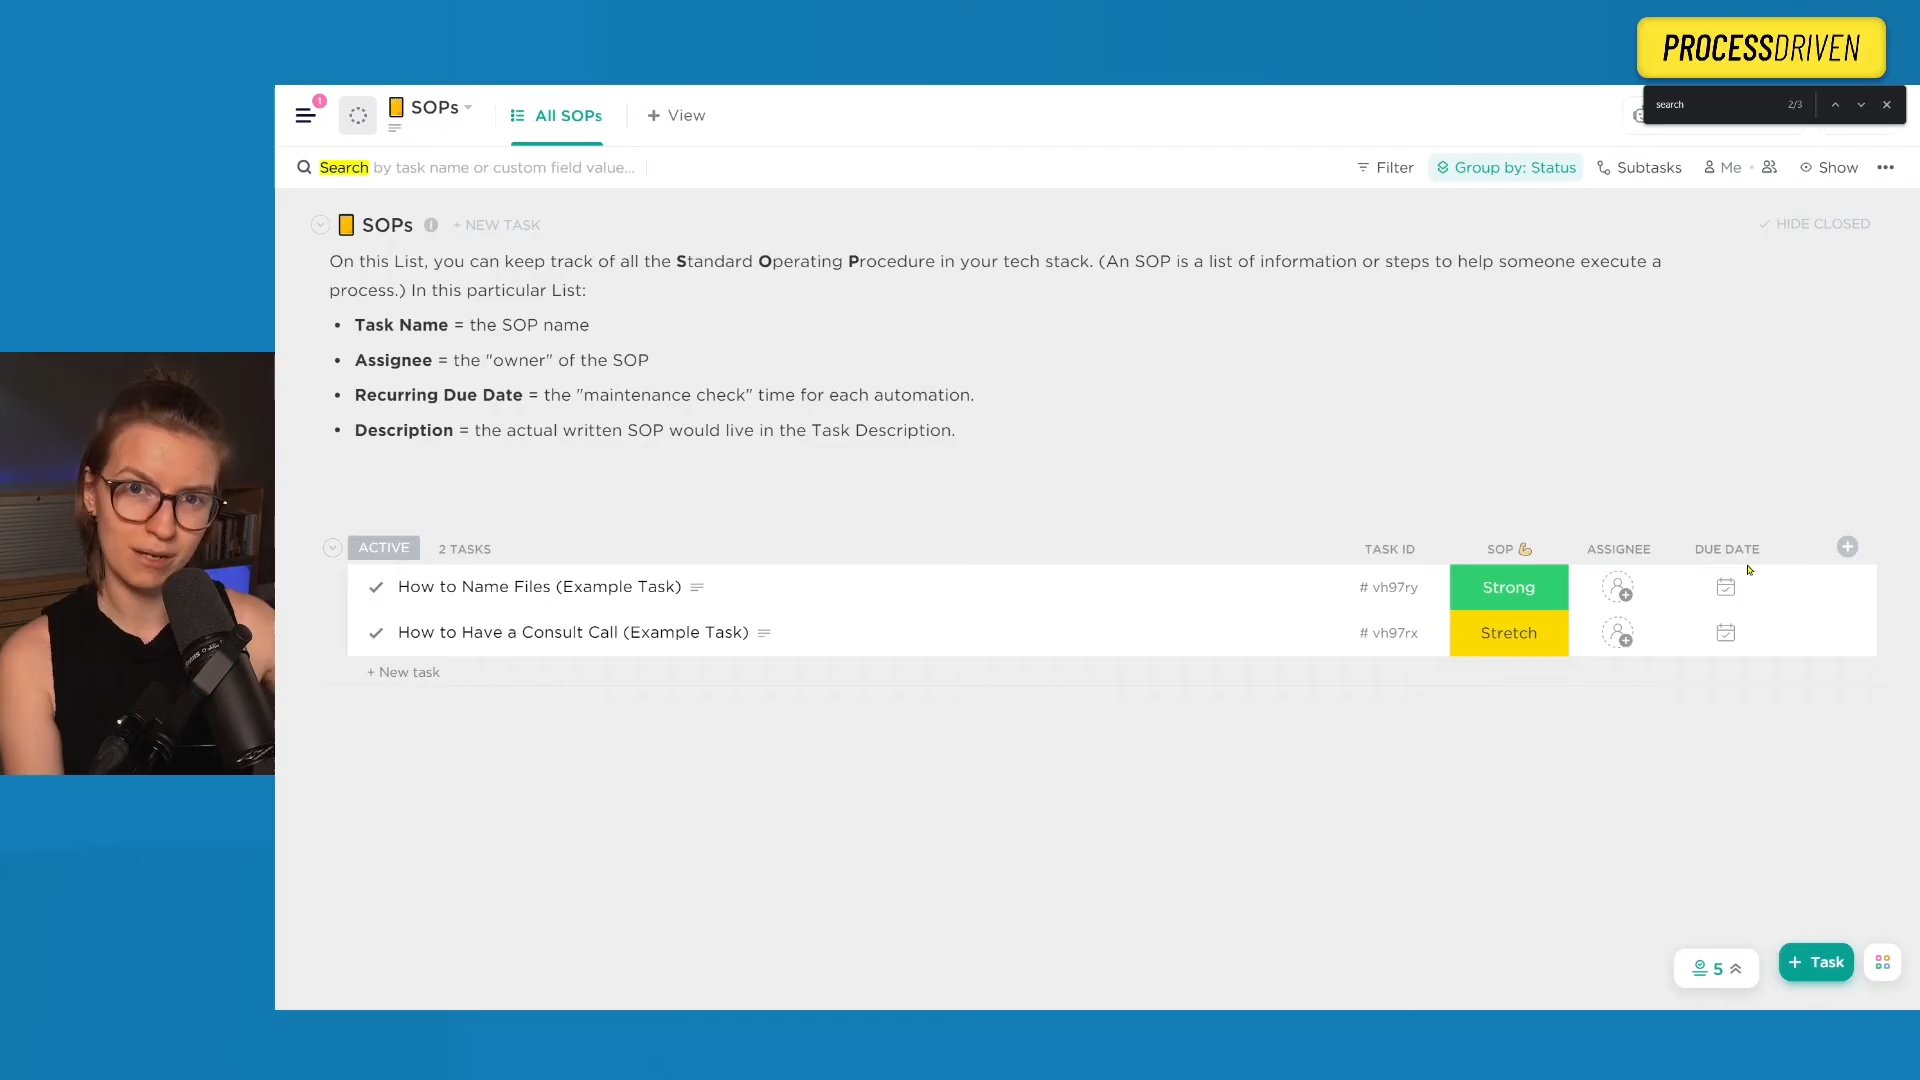 PROCESSDRIVEN
search 2/3
1
SOPs
All SOPs
+ View
Search by task name or custom field value...
Filter
Group by: Status
Subtasks
Me
Show
SOPs
+ NEW TASK
HIDE CLOSED
On this List, you can keep track of all the Standard Operating Procedure in your tech stack. (An SOP is a list of information or steps to help someone execute a
process.) In this particular List:
• Task Name = the SOP name
• Assignee = the "owner" of the SOP
• Recurring Due Date = the "maintenance check" time for each automation.
• Description = the actual written SOP would live in the Task Description.
ACTIVE 2 TASKS TASK ID SOP 💪 ASSIGNEE DUE DATE
How to Name Files (Example Task) # vh97ry Strong
How to Have a Consult Call (Example Task) # vh97rx Stretch
+ New task
5
+ Task